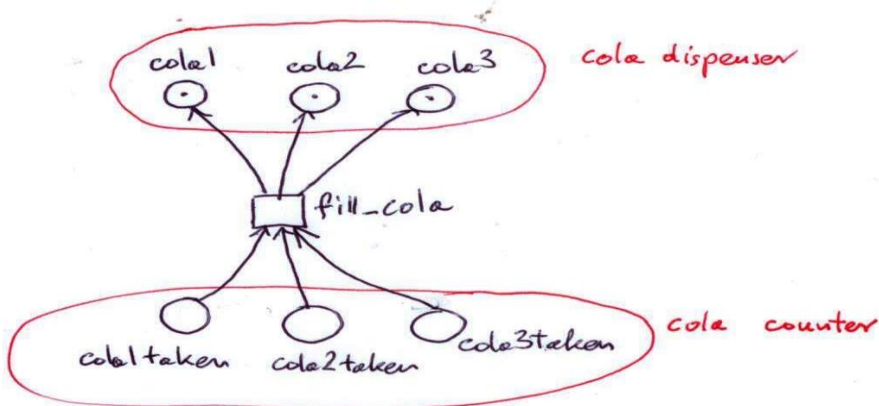 cola1 cola2 cola3
cola dispenser
fill_cola
cola1taken cola2taken cola3taken
cola counter